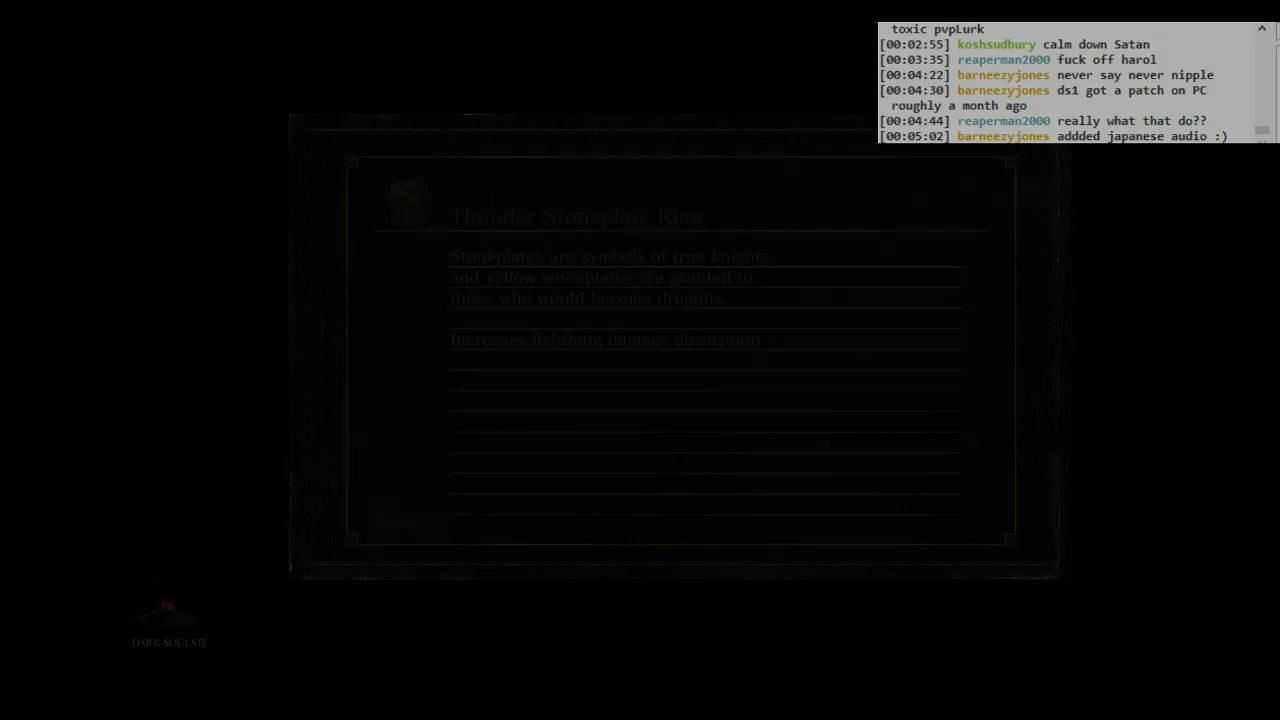 toxic pvpLurk
[00:02:55] koshsudbury calm down Satan
[00:03:35] reaperman2000 fuck off harol
[00:04:22] barneezyjones never say never nipple
[00:04:30] barneezyjones ds1 got a patch on PC
roughly a month ago
[00:04:44] reaperman2000 really what that do??
[00:05:02] barneezyjones addded japanese audio :)
Thunder Stoneplate Ring
Stoneplates are symbols of true knights,
and yellow stoneplates are granted to
those who would become dragons.
Increases lightning damage absorption
DARK SOULS III